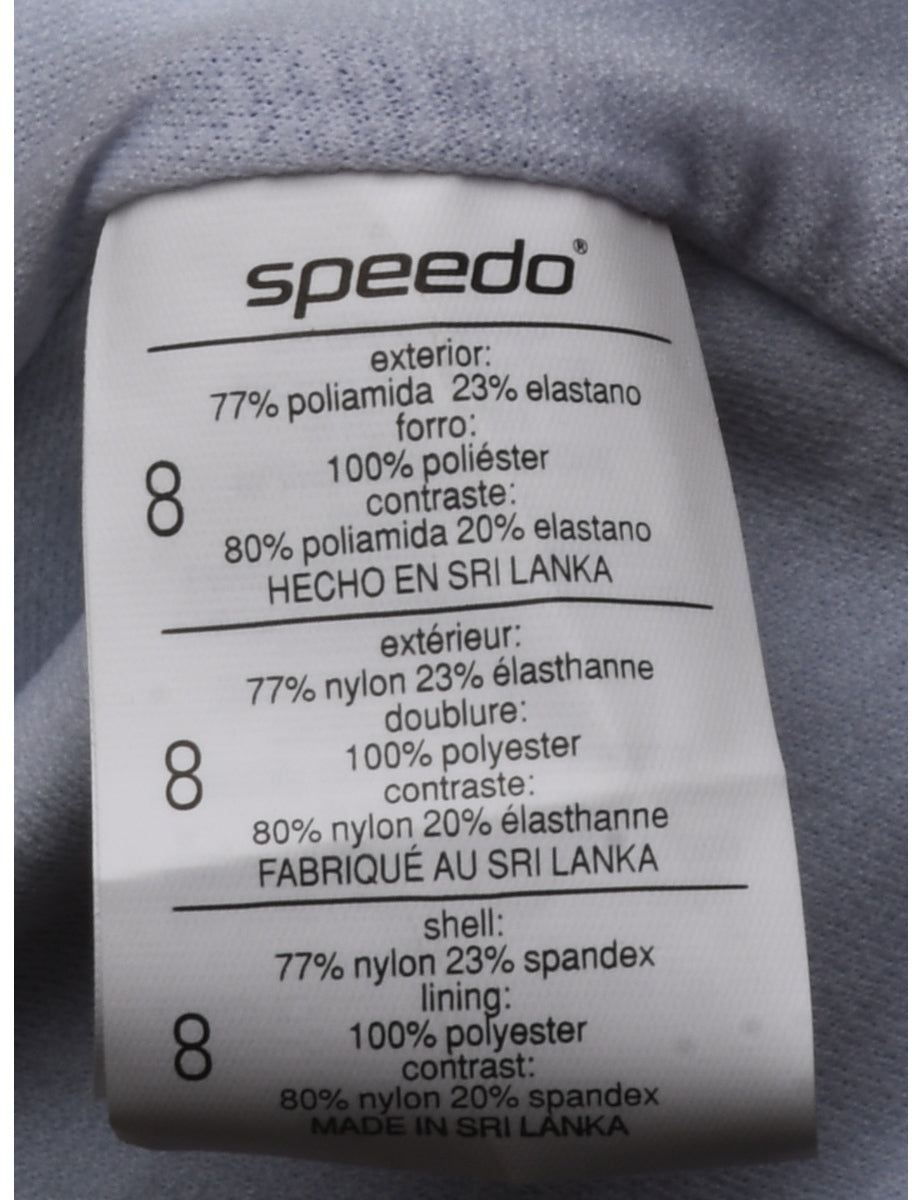 speedo®
exterior:
77% poliamida 23% elastano
forro:
100% poliéster
8
contraste:
80% poliamida 20% elastano
HECHO EN SRI LANKA
extérieur:
77% nylon 23% élasthanne
doublure:
100% polyester
8
contraste:
80% nylon 20% élasthanne
FABRIQUÉ AU SRI LANKA
shell:
77% nylon 23% spandex
lining:
100% polyester
8
contrast:
80% nylon 20% spandex
MADE IN SRI LANKA